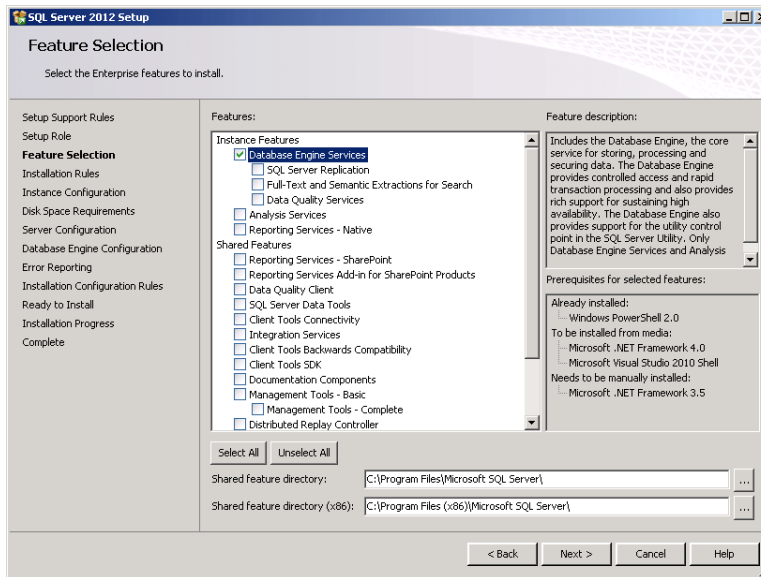 SQL Server 2012 Setup
Feature Selection
Select the Enterprise features to install.
Setup Support Rules
Setup Role
Feature Selection
Installation Rules
Instance Configuration
Disk Space Requirements
Server Configuration
Database Engine Configuration
Error Reporting
Installation Configuration Rules
Ready to Install
Installation Progress
Complete
Features:
Instance Features
Database Engine Services
SQL Server Replication
Full-Text and Semantic Extractions for Search
Data Quality Services
Analysis Services
Reporting Services - Native
Shared Features
Reporting Services - SharePoint
Reporting Services Add-in for SharePoint Products
Data Quality Client
SQL Server Data Tools
Client Tools Connectivity
Integration Services
Client Tools Backwards Compatibility
Client Tools SDK
Documentation Components
Management Tools - Basic
Management Tools - Complete
Distributed Replay Controller
Select All
Unselect All
Feature description:
Includes the Database Engine, the core
service for storing, processing and
securing data. The Database Engine
provides controlled access and rapid
transaction processing and also provides
rich support for sustaining high
availability. The Database Engine also
provides support for the utility control
point in the SQL Server Utility. Only
Database Engine Services and Analysis
Prerequisites for selected features:
Already installed:
Windows PowerShell 2.0
To be installed from media:
Microsoft .NET Framework 4.0
Microsoft Visual Studio 2010 Shell
Needs to be manually installed:
Microsoft .NET Framework 3.5
Shared feature directory:
C:\Program Files\Microsoft SQL Server\
...
Shared feature directory (x86):
C:\Program Files (x86)\Microsoft SQL Server\
...
< Back
Next >
Cancel
Help